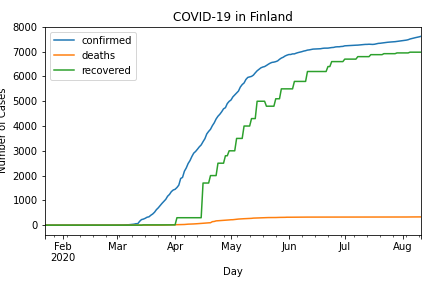 COVID-19 in Finland
8000
7000
6000
5000
4000
3000
2000
1000
0
Number of Cases
confirmed
deaths
recovered
Feb Mar Apr May Jun Jul Aug
2020
Day